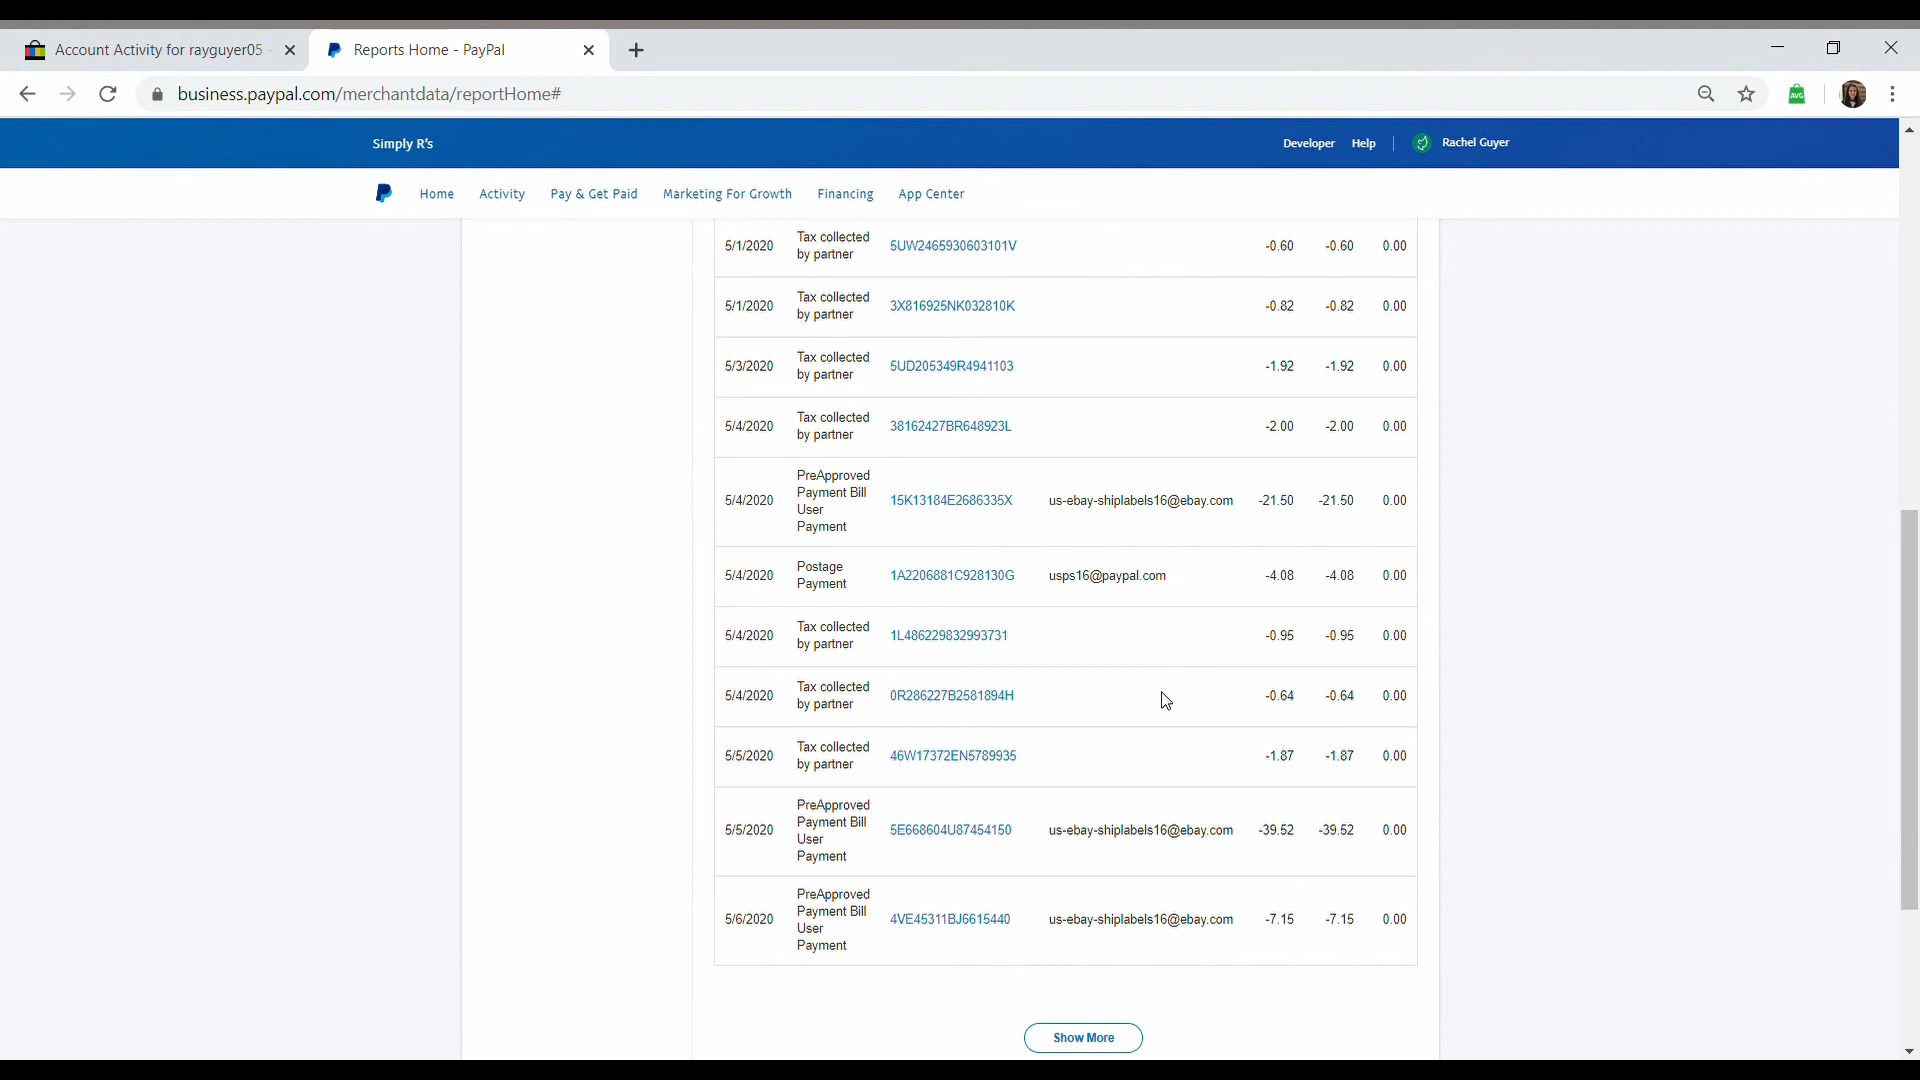 Account Activity for rayguyer05 -
Reports Home - PayPal
business.paypal.com/merchantdata/reportHome#
AVG
Simply R's
Developer Help Rachel Guyer
Home Activity Pay & Get Paid Marketing For Growth Financing App Center
5/1/2020 Tax collected by partner 5UW2465930603101V -0.60 -0.60 0.00
5/1/2020 Tax collected by partner 3X816925NK032810K -0.82 -0.82 0.00
5/3/2020 Tax collected by partner 5UD205349R4941103 -1.92 -1.92 0.00
5/4/2020 Tax collected by partner 38162427BR648923L -2.00 -2.00 0.00
5/4/2020 PreApproved Payment Bill User Payment 15K13184E2686335X us-ebay-shiplabels16@ebay.com -21.50 -21.50 0.00
5/4/2020 Postage Payment 1A2206881C928130G usps16@paypal.com -4.08 -4.08 0.00
5/4/2020 Tax collected by partner 1L486229832993731 -0.95 -0.95 0.00
5/4/2020 Tax collected by partner 0R286227B2581894H -0.64 -0.64 0.00
5/5/2020 Tax collected by partner 46W17372EN5789935 -1.87 -1.87 0.00
5/5/2020 PreApproved Payment Bill User Payment 5E668604U87454150 us-ebay-shiplabels16@ebay.com -39.52 -39.52 0.00
5/6/2020 PreApproved Payment Bill User Payment 4VE45311BJ6615440 us-ebay-shiplabels16@ebay.com -7.15 -7.15 0.00
Show More